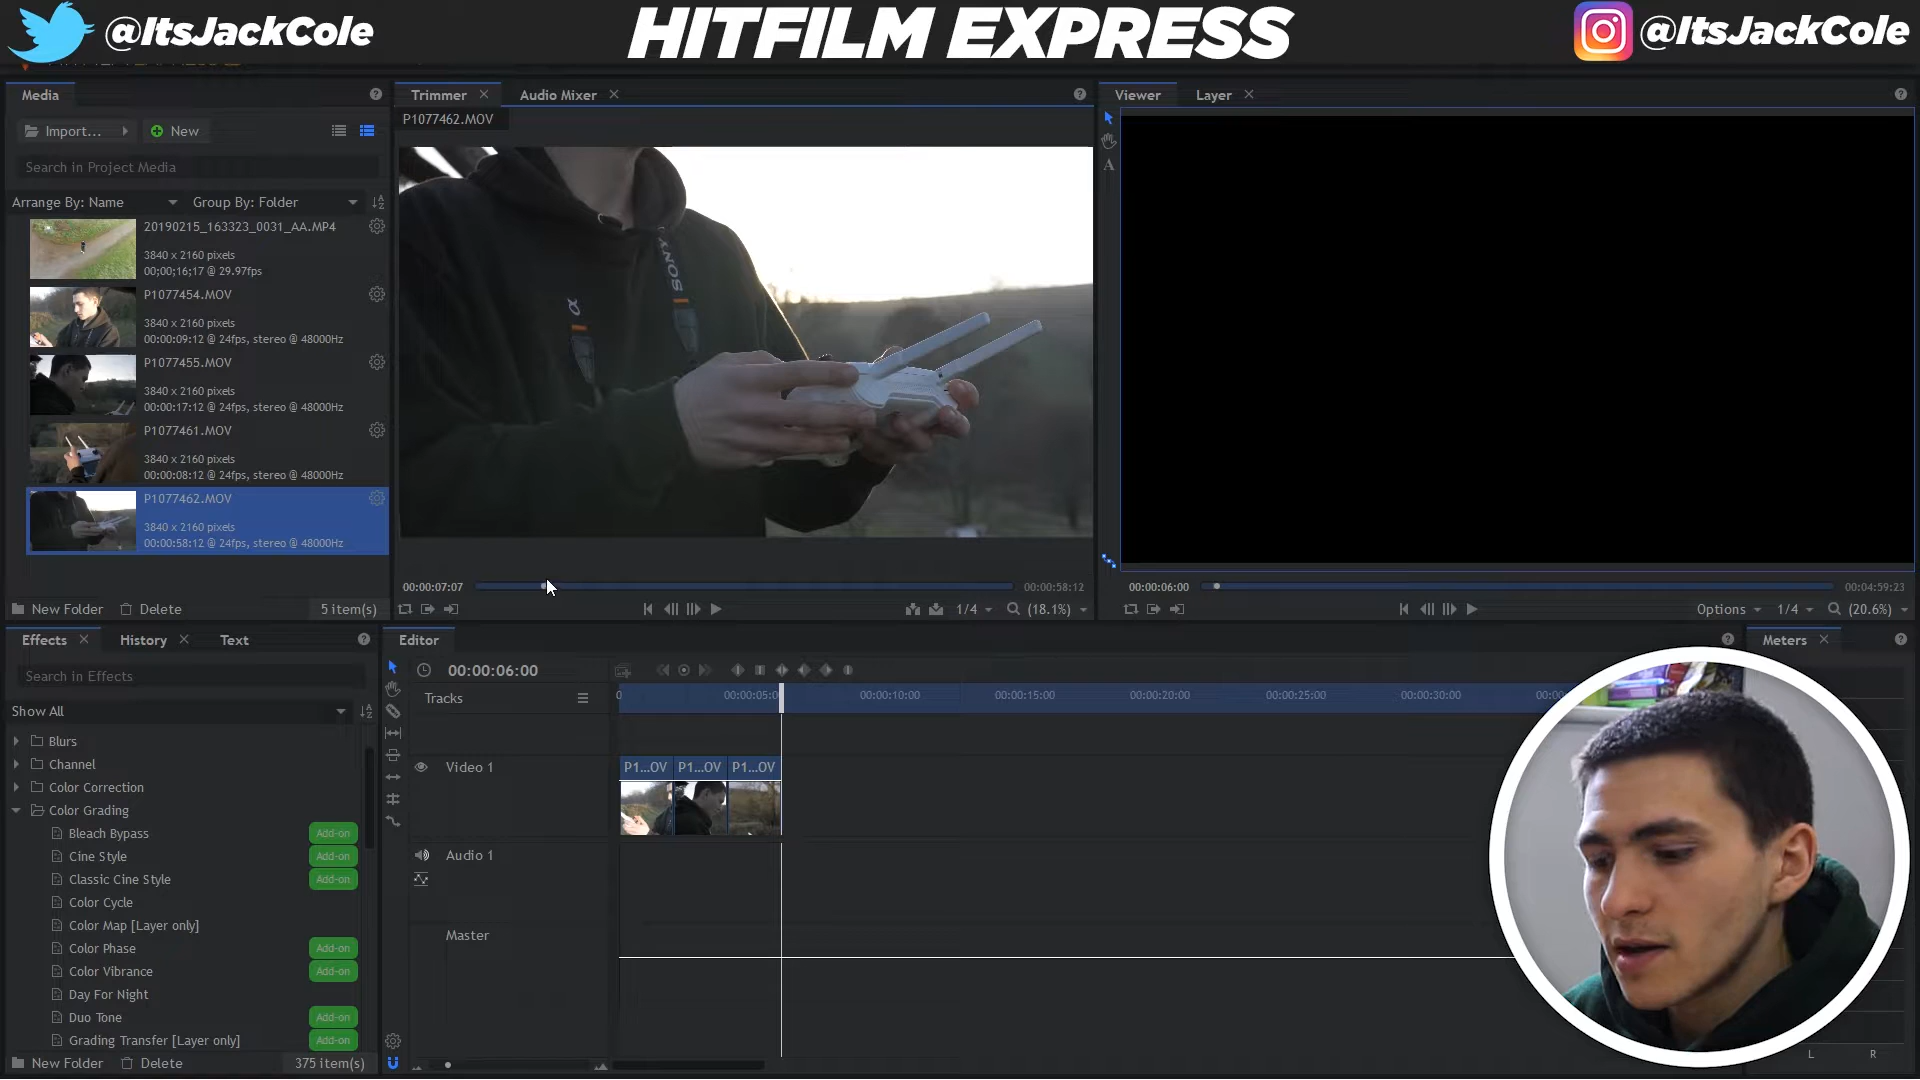 @ItsJackCole
HITFILM EXPRESS
@ItsJackCole
Media
Import...
New
Search in Project Media
Arrange By: Name
Group By: Folder
20190215_163323_0031_AA.MP4
3840 x 2160 pixels
00;00;16;17 @ 29.97fps
P1077454.MOV
3840 x 2160 pixels
00:00:09:12 @ 24fps, stereo @ 48000Hz
P1077455.MOV
3840 x 2160 pixels
00:00:17:12 @ 24fps, stereo @ 48000Hz
P1077461.MOV
3840 x 2160 pixels
00:00:08:12 @ 24fps, stereo @ 48000Hz
P1077462.MOV
3840 x 2160 pixels
00:00:58:12 @ 24fps, stereo @ 48000Hz
New Folder
Delete
5 item(s)
Trimmer
Audio Mixer
P1077462.MOV
SONY
α
00:00:07:07
00:00:58:12
1/4
(18.1%)
Viewer
Layer
A
00:00:06:00
00:04:59:23
Options
1/4
(20.6%)
Effects
History
Text
Search in Effects
Show All
Blurs
Channel
Color Correction
Color Grading
Bleach Bypass Add-on
Cine Style Add-on
Classic Cine Style Add-on
Color Cycle
Color Map [Layer only]
Color Phase Add-on
Color Vibrance Add-on
Day For Night
Duo Tone Add-on
Grading Transfer [Layer only] Add-on
New Folder
Delete
375 item(s)
Editor
00:00:06:00
Tracks
0
00:00:05:0
00:00:10:00
00:00:15:00
00:00:20:00
00:00:25:00
00:00:30:00
Video 1
P1...OV
P1...OV
P1...OV
Audio 1
Master
Meters
L
R